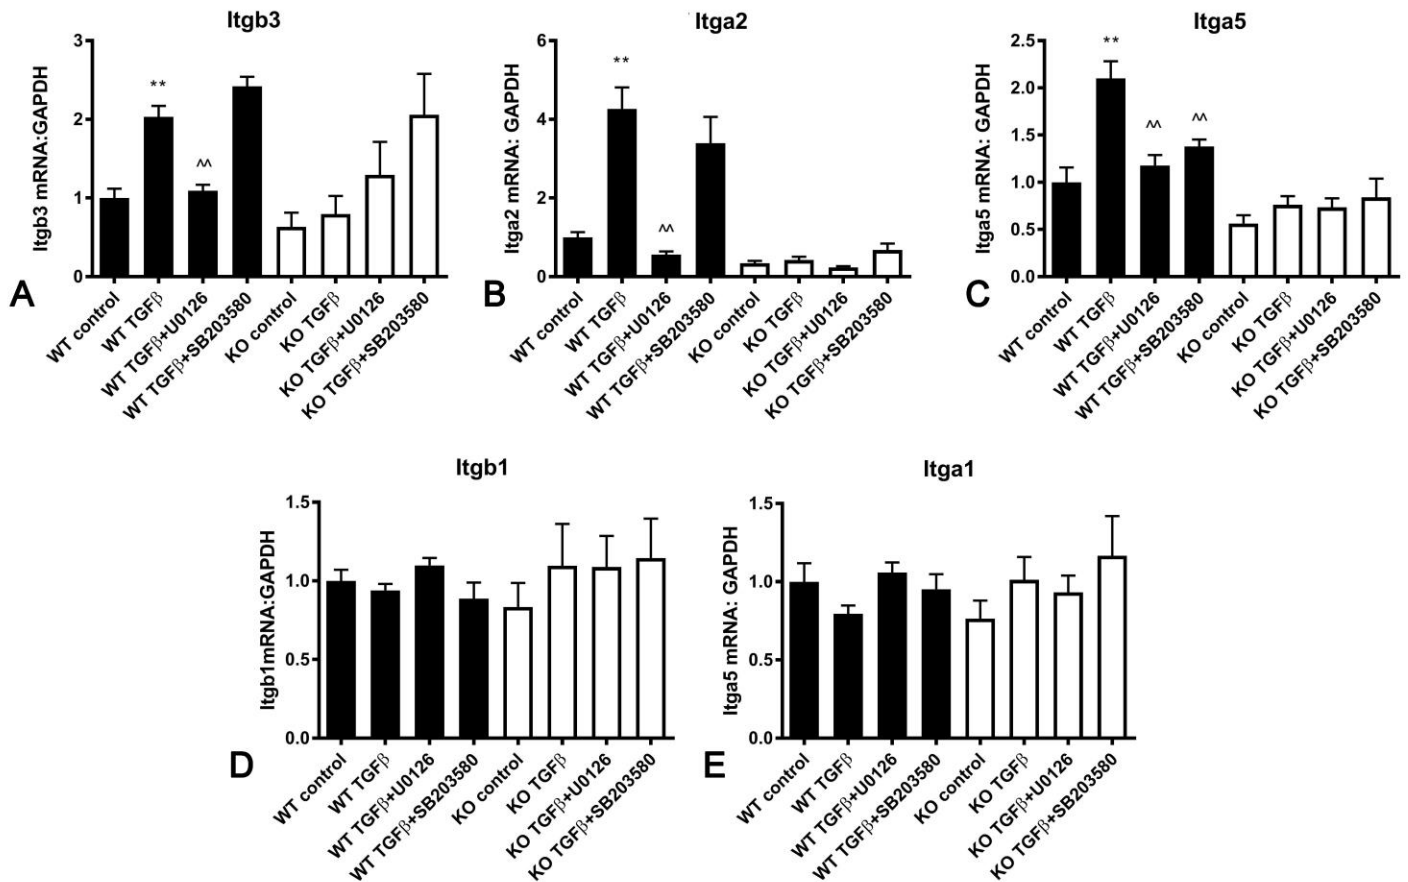 Itgb3
Itgb3 mRNA:GAPDH
3
2
1
0
**
^^
WT control
WT TGFβ
WT TGFβ+U0126
WT TGFβ+SB203580
KO control
KO TGFβ
KO TGFβ+U0126
KO TGFβ+SB203580
A
Itga2
Itga2 mRNA: GAPDH
6
4
2
0
**
^^
WT control
WT TGFβ
WT TGFβ+U0126
WT TGFβ+SB203580
KO control
KO TGFβ
KO TGFβ+U0126
KO TGFβ+SB203580
B
Itga5
Itga5 mRNA: GAPDH
2.5
2.0
1.5
1.0
0.5
0.0
**
^^
^^
WT control
WT TGFβ
WT TGFβ+U0126
WT TGFβ+SB203580
KO control
KO TGFβ
KO TGFβ+U0126
KO TGFβ+SB203580
C
Itgb1
Itgb1mRNA:GAPDH
1.5
1.0
0.5
0.0
WT control
WT TGFβ
WT TGFβ+U0126
WT TGFβ+SB203580
KO control
KO TGFβ
KO TGFβ+U0126
KO TGFβ+SB203580
D
Itga1
Itga5 mRNA: GAPDH
1.5
1.0
0.5
0.0
WT control
WT TGFβ
WT TGFβ+U0126
WT TGFβ+SB203580
KO control
KO TGFβ
KO TGFβ+U0126
KO TGFβ+SB203580
E